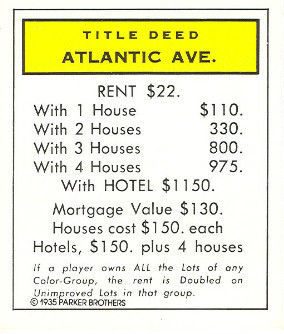 TITLE DEED
ATLANTIC AVE.
RENT $22.
With 1 House $110.
With 2 Houses 330.
With 3 Houses 800.
With 4 Houses 975.
With HOTEL $1150.
Mortgage Value $130.
Houses cost $150. each
Hotels, $150. plus 4 houses
If a player owns ALL the Lots of any
Color-Group, the rent is Doubled on
Unimproved Lots in that group.
©1935 PARKER BROTHERS